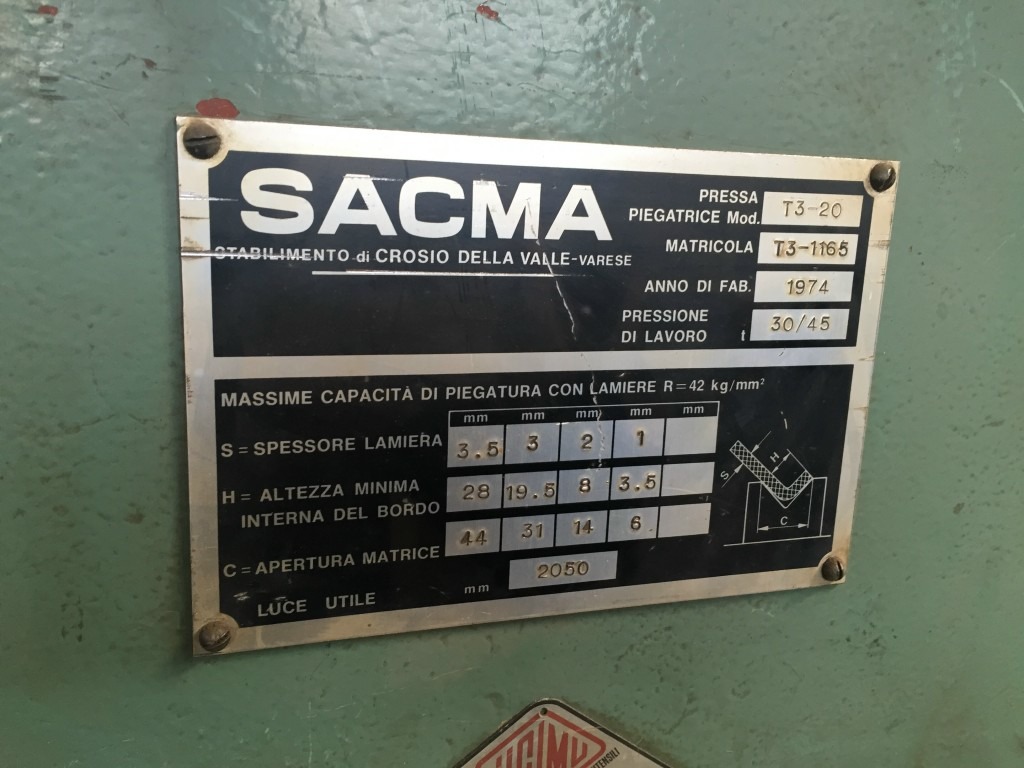 SACMA
STABILIMENTO di CROSIO DELLA VALLE-VARESE
PRESSA
PIEGATRICE Mod. T3-20
MATRICOLA T3-1165
ANNO DI FAB. 1974
PRESSIONE
DI LAVORO t 30/45
MASSIME CAPACITÀ DI PIEGATURA CON LAMIERE R=42 kg/mm²
mm mm mm mm mm
S = SPESSORE LAMIERA 3.5 3 2 1
H = ALTEZZA MINIMA
INTERNA DEL BORDO 28 19.5 8 3.5
C = APERTURA MATRICE 44 31 14 6
LUCE UTILE mm 2050
S H
C
UCIMU